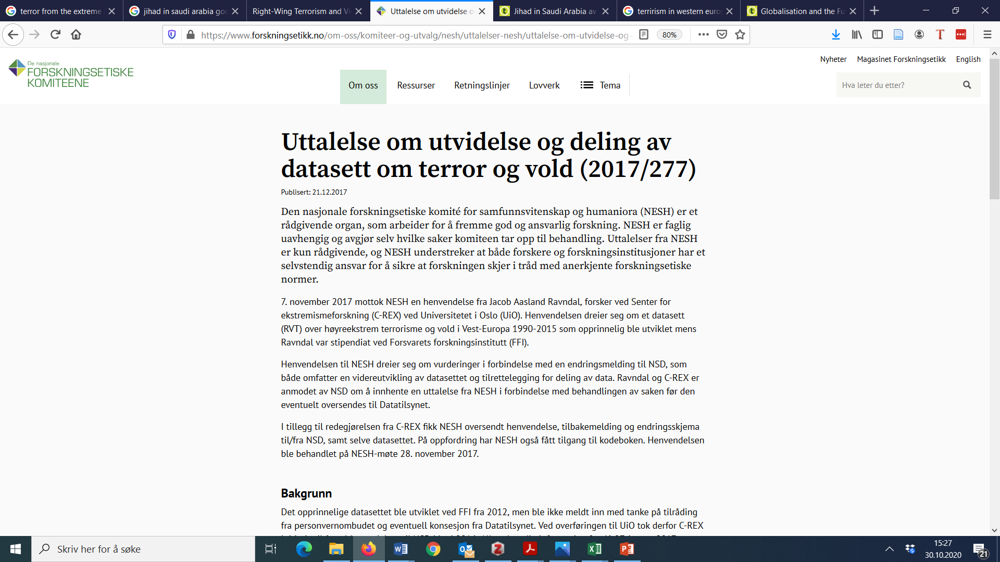 terror from the extreme
jihad in saudi arabia goo
Right-Wing Terrorism and Vi
Uttalelse om utvidelse o
Jihad in Saudi Arabia av
terririsim in western euro
Globalisation and the Fu
https://www.forskningsetikk.no/om-oss/komiteer-og-utvalg/nesh/uttalelser-nesh/uttalelse-om-utvidelse-og-
80%
De nasjonale
FORSKNINGSETISKE
KOMITEENE
Nyheter Magasinet Forskningsetikk English
Om oss Ressurser Retningslinjer Lovverk Tema
Hva leter du etter?
Uttalelse om utvidelse og deling av
datasett om terror og vold (2017/277)
Publisert: 21.12.2017
Den nasjonale forskningsetiske komité for samfunnsvitenskap og humaniora (NESH) er et
rådgivende organ, som arbeider for å fremme god og ansvarlig forskning. NESH er faglig
uavhengig og avgjør selv hvilke saker komiteen tar opp til behandling. Uttalelser fra NESH
er kun rådgivende, og NESH understreker at både forskere og forskningsinstitusjoner har et
selvstendig ansvar for å sikre at forskningen skjer i tråd med anerkjente forskningsetiske
normer.
7. november 2017 mottok NESH en henvendelse fra Jacob Aasland Ravndal, forsker ved Senter for
ekstremismeforskning (C-REX) ved Universitetet i Oslo (UiO). Henvendelsen dreier seg om et datasett
(RVT) over høyreekstrem terrorisme og vold i Vest-Europa 1990-2015 som opprinnelig ble utviklet mens
Ravndal var stipendiat ved Forsvarets forskningsinstitutt (FFI).
Henvendelsen til NESH dreier seg om vurderinger i forbindelse med en endringsmelding til NSD, som
både omfatter en videreutvikling av datasettet og tilrettelegging for deling av data. Ravndal og C-REX er
anmodet av NSD om å innhente en uttalelse fra NESH i forbindelse med behandlingen av saken før den
eventuelt oversendes til Datatilsynet.
I tillegg til redegjørelsen fra C-REX fikk NESH oversendt henvendelse, tilbakemelding og endringsskjema
til/fra NSD, samt selve datasettet. På oppfordring har NESH også fått tilgang til kodeboken. Henvendelsen
ble behandlet på NESH-møte 28. november 2017.
Bakgrunn
Det opprinnelige datasettet ble utviklet ved FFI fra 2012, men ble ikke meldt inn med tanke på tilråding
fra personvernombudet og eventuell konsesjon fra Datatilsynet. Ved overføringen til UiO tok derfor C-REX
Skriv her for å søke
15:27
30.10.2020
21